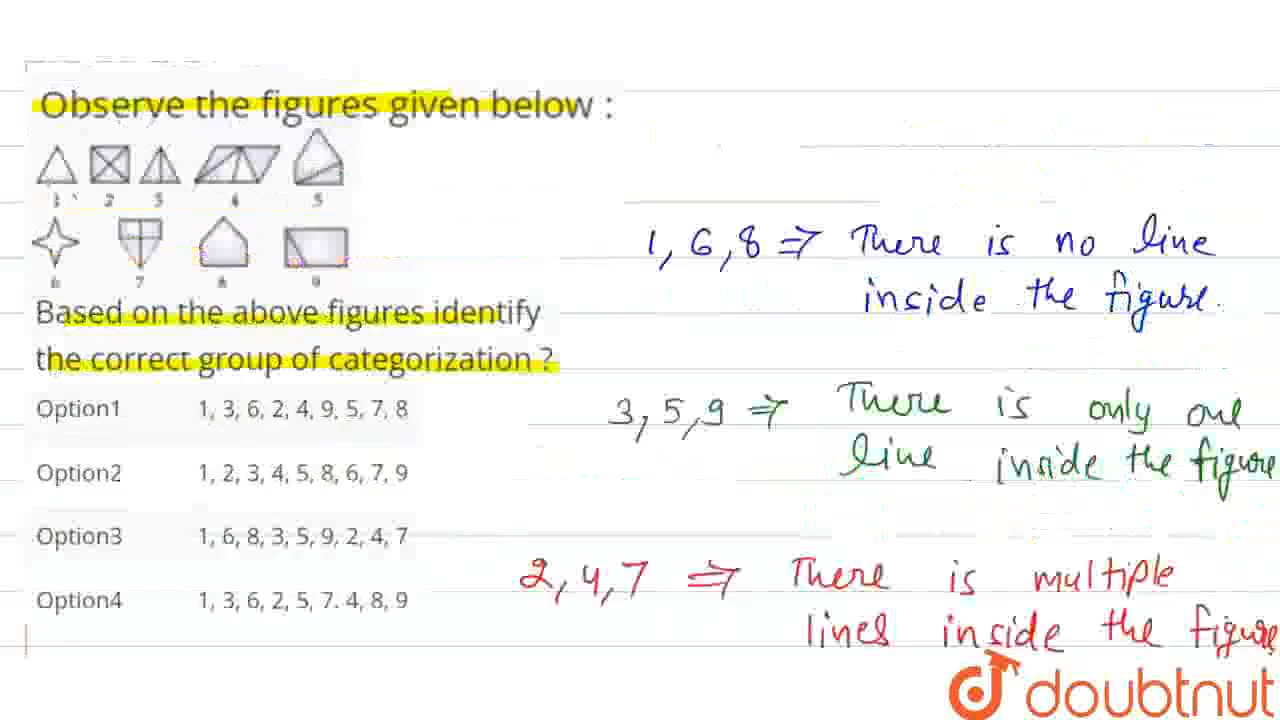 Observe the figures given below :
1 2 3 4 5
6 7 8 9
Based on the above figures identify
the correct group of categorization ?
Option1 1, 3, 6, 2, 4, 9, 5, 7, 8
Option2 1, 2, 3, 4, 5, 8, 6, 7, 9
Option3 1, 6, 8, 3, 5, 9, 2, 4, 7
Option4 1, 3, 6, 2, 5, 7. 4, 8, 9
1, 6, 8 ⇒ There is no line
inside the figure.
3, 5, 9 ⇒ There is only one
line inside the figure
2, 4, 7 ⇒ There is multiple
lines inside the figure
doubtnut